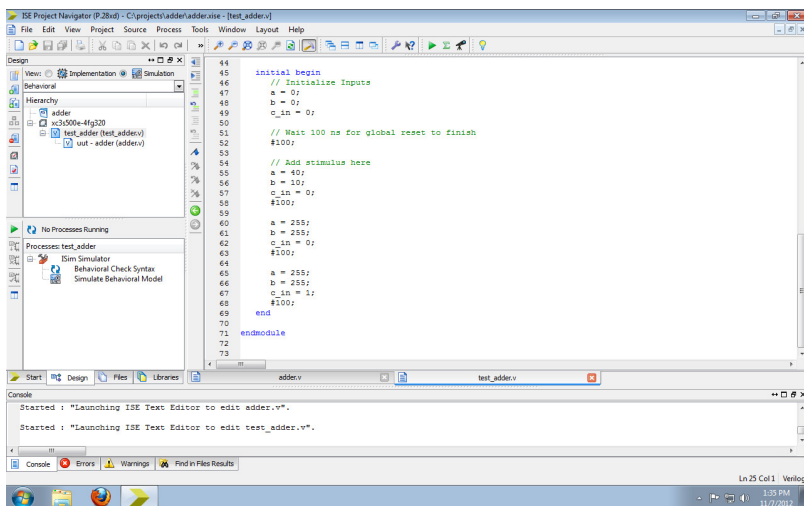 ISE Project Navigator (P.28xd) - C:\projects\adder\adder.xise - [test_adder.v]
File Edit View Project Source Process Tools Window Layout Help
Design
View: Implementation Simulation
Behavioral
Hierarchy
adder
xc3s500e-4fg320
test_adder (test_adder.v)
uut - adder (adder.v)
No Processes Running
Processes: test_adder
ISim Simulator
Behavioral Check Syntax
Simulate Behavioral Model
44
45 initial begin
46 // Initialize Inputs
47 a = 0;
48 b = 0;
49 c_in = 0;
50
51 // Wait 100 ns for global reset to finish
52 #100;
53
54 // Add stimulus here
55 a = 40;
56 b = 10;
57 c_in = 0;
58 #100;
59
60 a = 255;
61 b = 255;
62 c_in = 0;
63 #100;
64
65 a = 255;
66 b = 255;
67 c_in = 1;
68 #100;
69 end
70
71 endmodule
72
73
Start Design Files Libraries
adder.v
test_adder.v
Console
Started : "Launching ISE Text Editor to edit adder.v".
Started : "Launching ISE Text Editor to edit test_adder.v".
Console Errors Warnings Find in Files Results
Ln 25 Col 1 Verilog
1:35 PM
11/7/2012